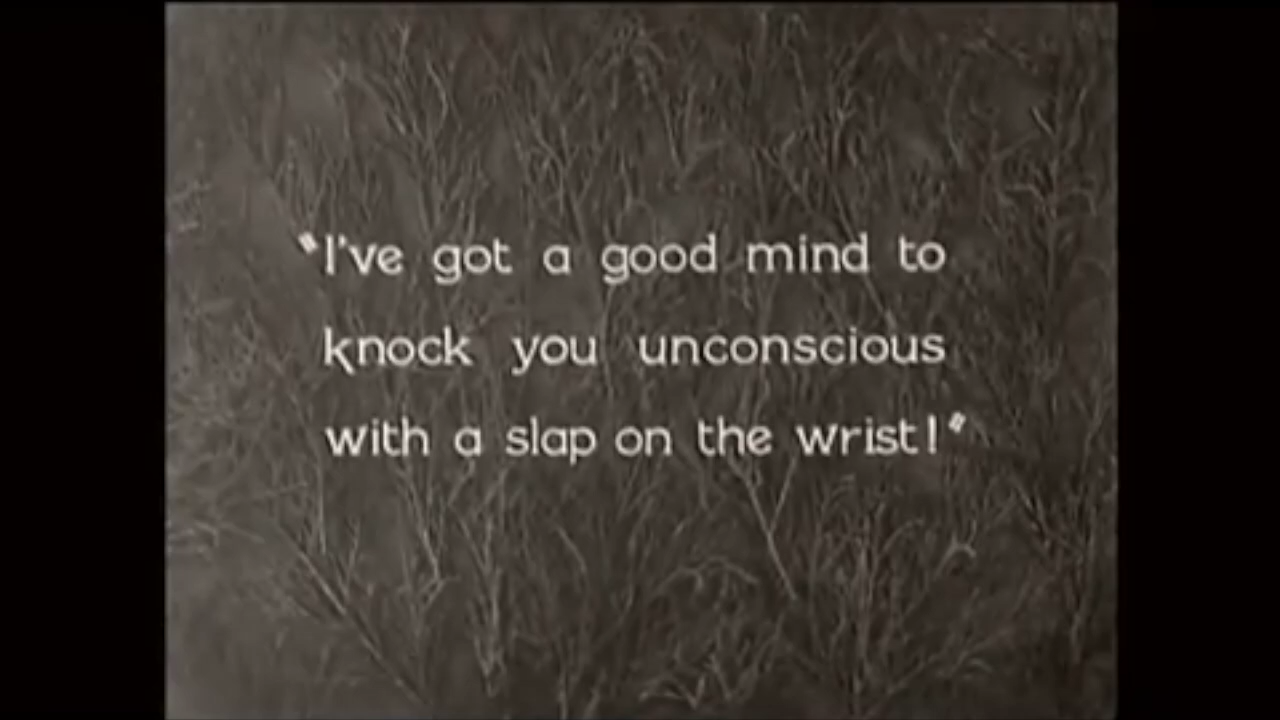 "I've got a good mind to
knock you unconscious
with a slap on the wrist!"